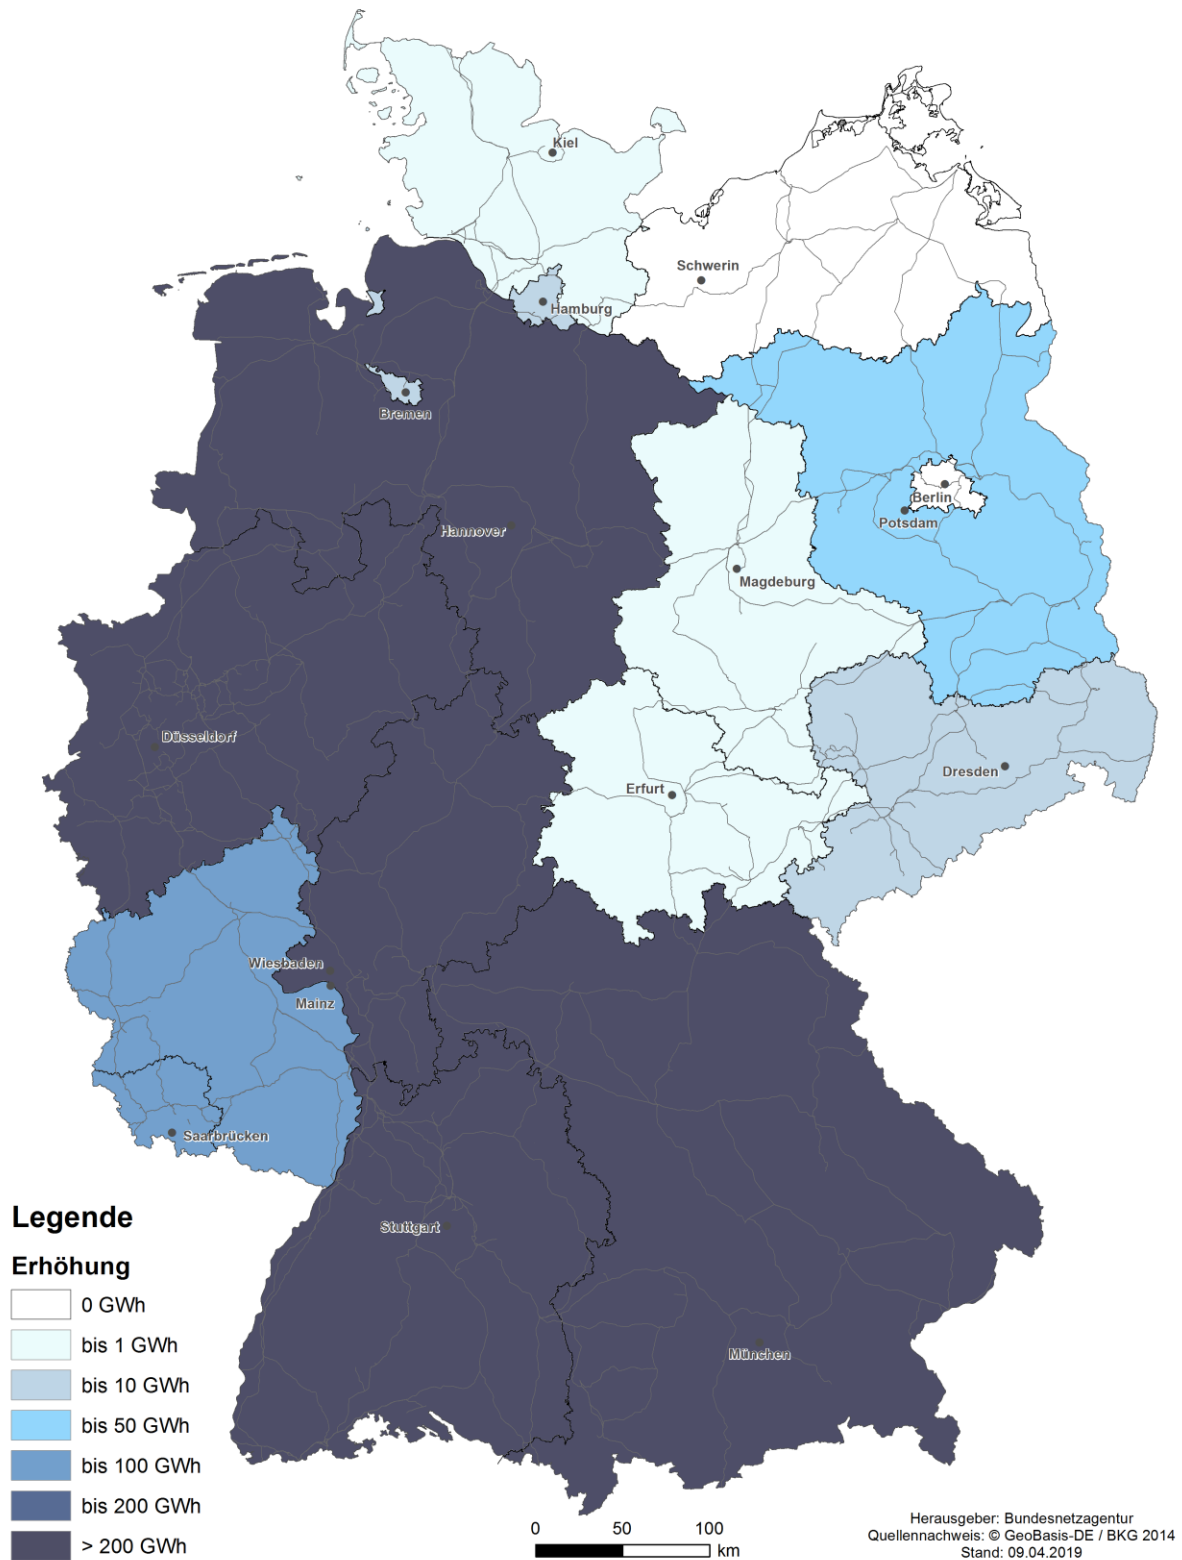 Kiel
Schwerin
Hamburg
Bremen
Berlin
Potsdam
Hannover
Magdeburg
Düsseldorf
Dresden
Erfurt
Wiesbaden
Mainz
Saarbrücken
Stuttgart
München
Legende
Erhöhung
0 GWh
bis 1 GWh
bis 10 GWh
bis 50 GWh
bis 100 GWh
bis 200 GWh
> 200 GWh
0 50 100
km
Herausgeber: Bundesnetzagentur
Quellennachweis: © GeoBasis-DE / BKG 2014
Stand: 09.04.2019